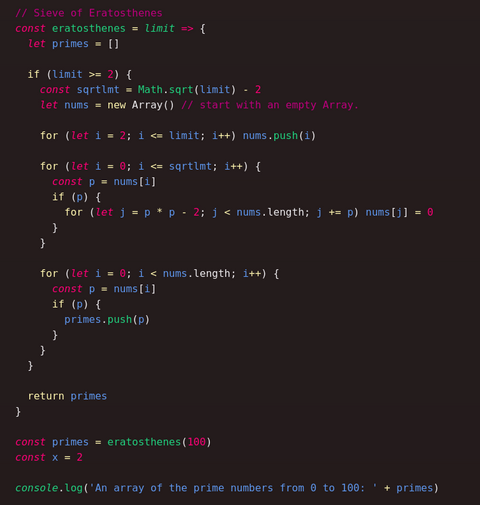 // Sieve of Eratosthenes
const eratosthenes = limit => {
  let primes = []

  if (limit >= 2) {
    const sqrtlmt = Math.sqrt(limit) - 2
    let nums = new Array() // start with an empty Array.

    for (let i = 2; i <= limit; i++) nums.push(i)

    for (let i = 0; i <= sqrtlmt; i++) {
      const p = nums[i]
      if (p) {
        for (let j = p * p - 2; j < nums.length; j += p) nums[j] = 0
      }
    }

    for (let i = 0; i < nums.length; i++) {
      const p = nums[i]
      if (p) {
        primes.push(p)
      }
    }
  }

  return primes
}

const primes = eratosthenes(100)
const x = 2

console.log('An array of the prime numbers from 0 to 100: ' + primes)